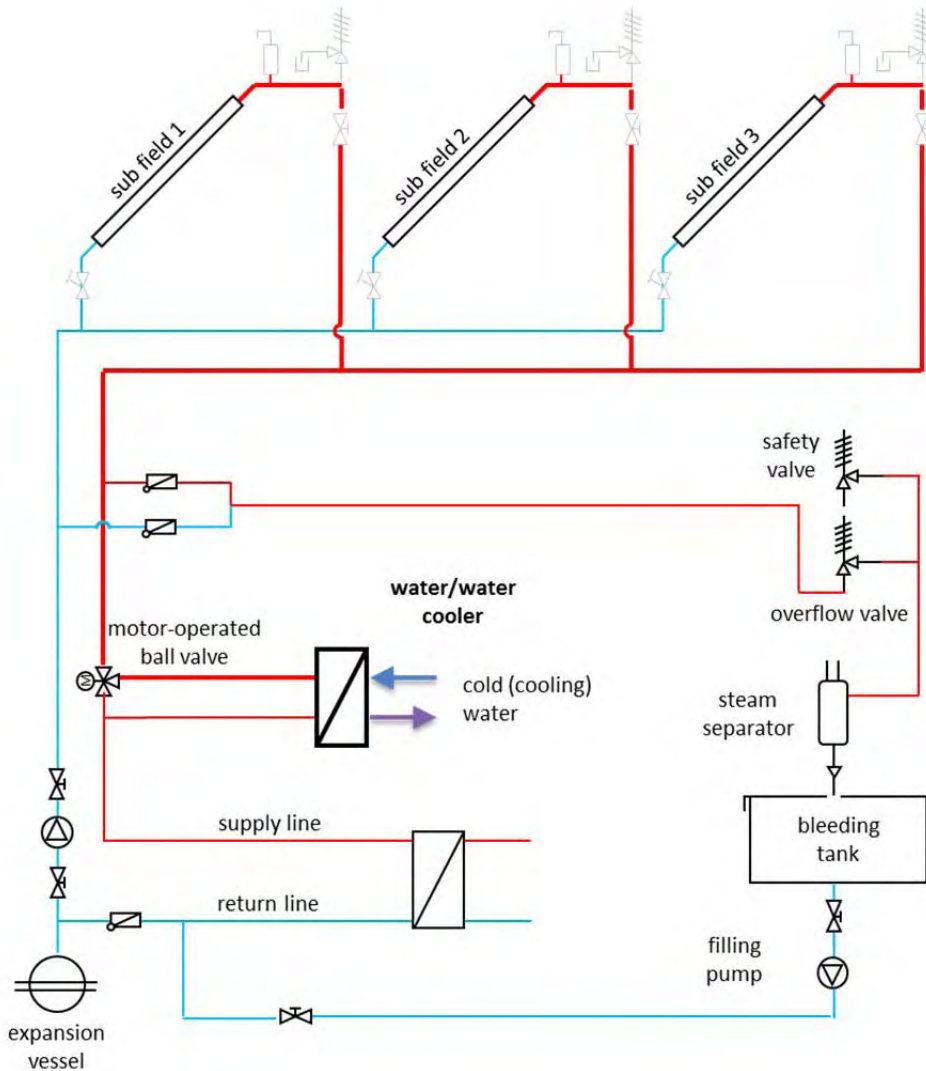 sub field 1
sub field 2
sub field 3
safety
valve
overflow valve
water/water
cooler
motor-operated
ball valve
M
cold (cooling)
water
steam
separator
supply line
bleeding
tank
return line
filling
pump
expansion
vessel